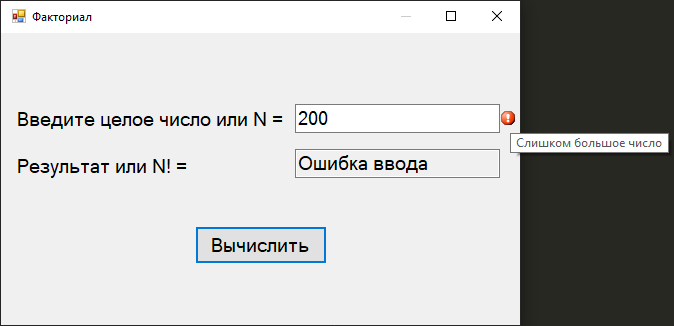 Факториал
Введите целое число или N = 200
Слишком большое число
Результат или N! = Ошибка ввода
Вычислить